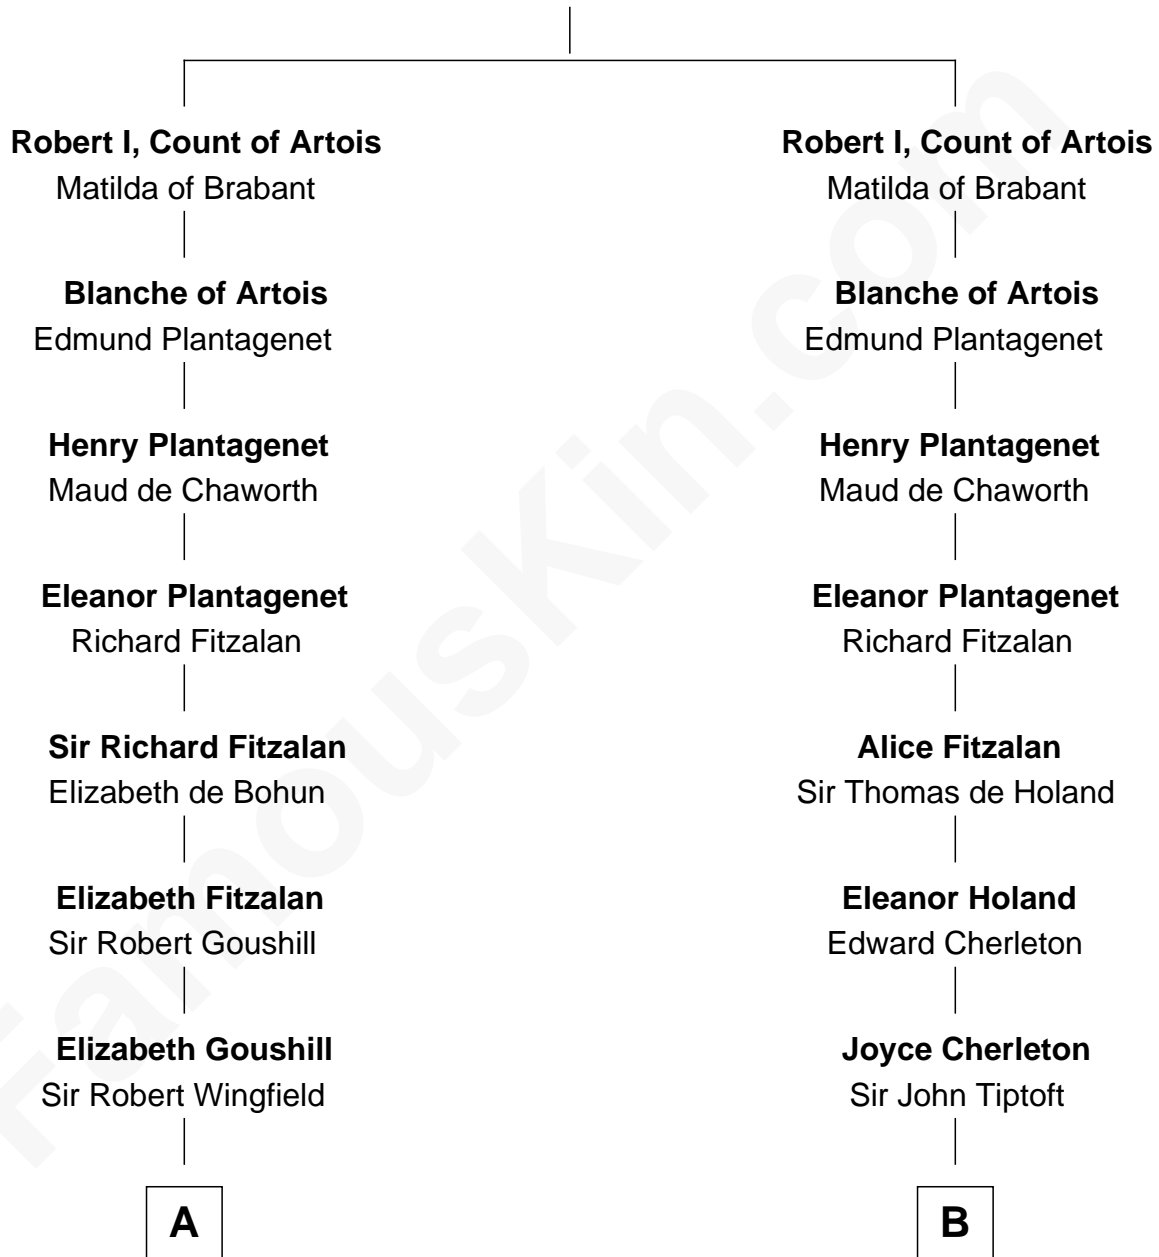 Robert I, Count of Artois
Matilda of Brabant
Blanche of Artois
Edmund Plantagenet
Henry Plantagenet
Maud de Chaworth
Eleanor Plantagenet
Richard Fitzalan
Sir Richard Fitzalan
Elizabeth de Bohun
Elizabeth Fitzalan
Sir Robert Goushill
Elizabeth Goushill
Sir Robert Wingfield
A
Robert I, Count of Artois
Matilda of Brabant
Blanche of Artois
Edmund Plantagenet
Henry Plantagenet
Maud de Chaworth
Eleanor Plantagenet
Richard Fitzalan
Alice Fitzalan
Sir Thomas de Holand
Eleanor Holand
Edward Cherleton
Joyce Cherleton
Sir John Tiptoft
B
FamousKin.com